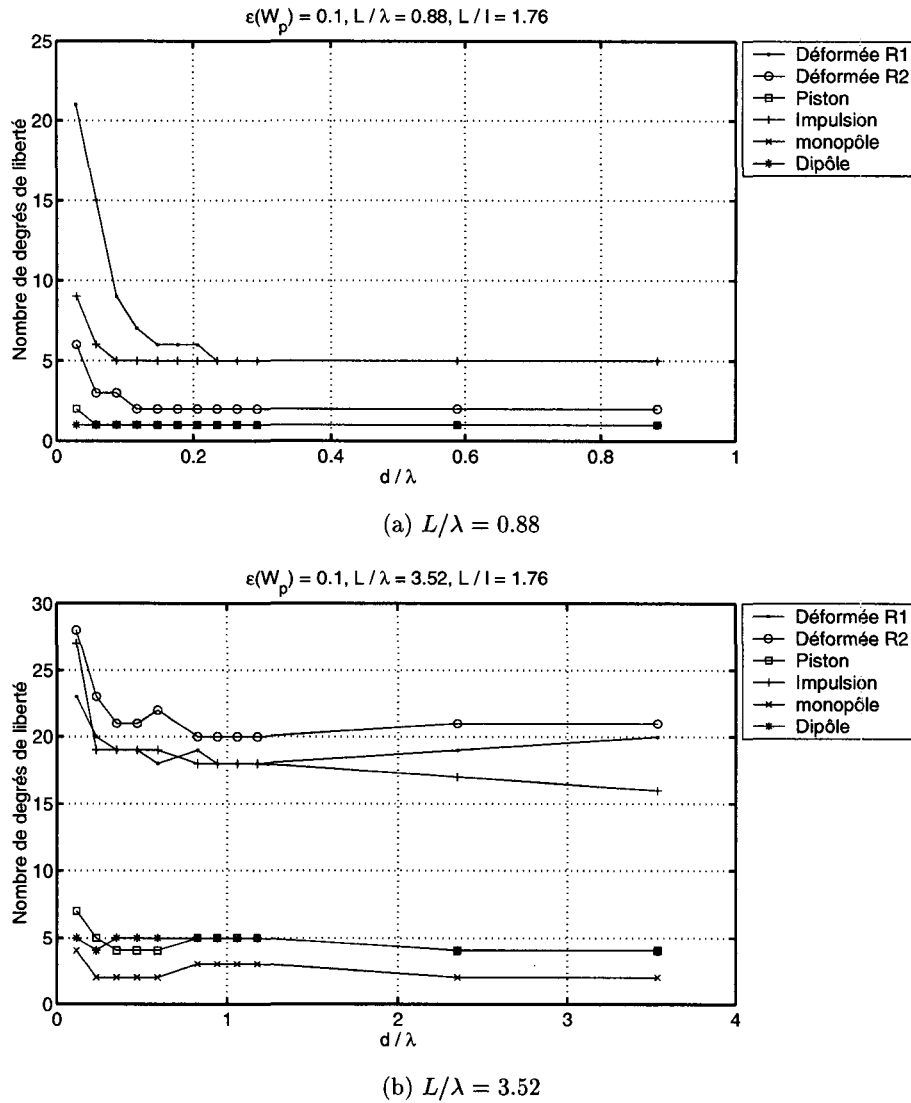 ε(Wp) = 0.1, L / λ = 0.88, L / l = 1.76
Nombre de degrés de liberté
25
20
15
10
5
0
0 0.2 0.4 0.6 0.8 1
d / λ
Déformée R1
Déformée R2
Piston
Impulsion
monopôle
Dipôle
(a) L/λ = 0.88
ε(Wp) = 0.1, L / λ = 3.52, L / l = 1.76
Nombre de degrés de liberté
30
25
20
15
10
5
0
0 1 2 3 4
d / λ
Déformée R1
Déformée R2
Piston
Impulsion
monopôle
Dipôle
(b) L/λ = 3.52